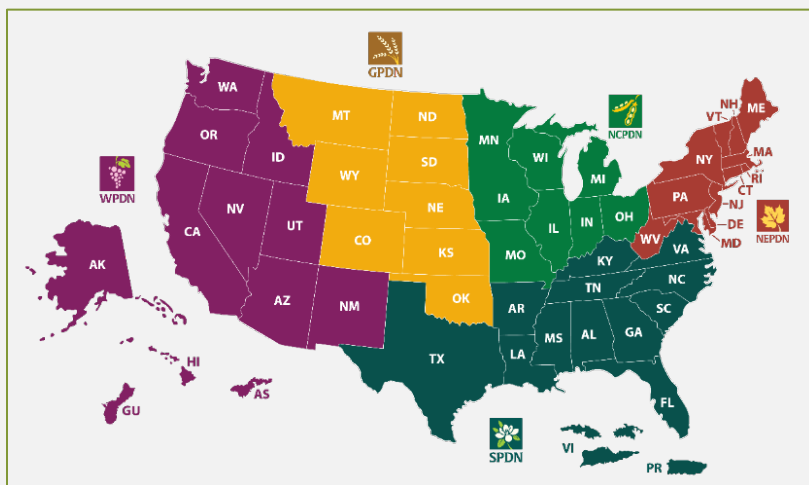 GPDN
WA
MT
ND
NCPDN
NH
ME
VT
OR
MN
ID
SD
WI
NY
MA
WY
MI
RI
WPDN
CT
IA
NE
PA
NJ
NV
UT
OH
IL
IN
DE
NEPDN
CA
CO
KS
MO
WV
VA
MD
KY
AK
NC
TN
AZ
NM
OK
AR
SC
MS
AL
GA
TX
LA
HI
AS
FL
GU
SPDN
VI
PR